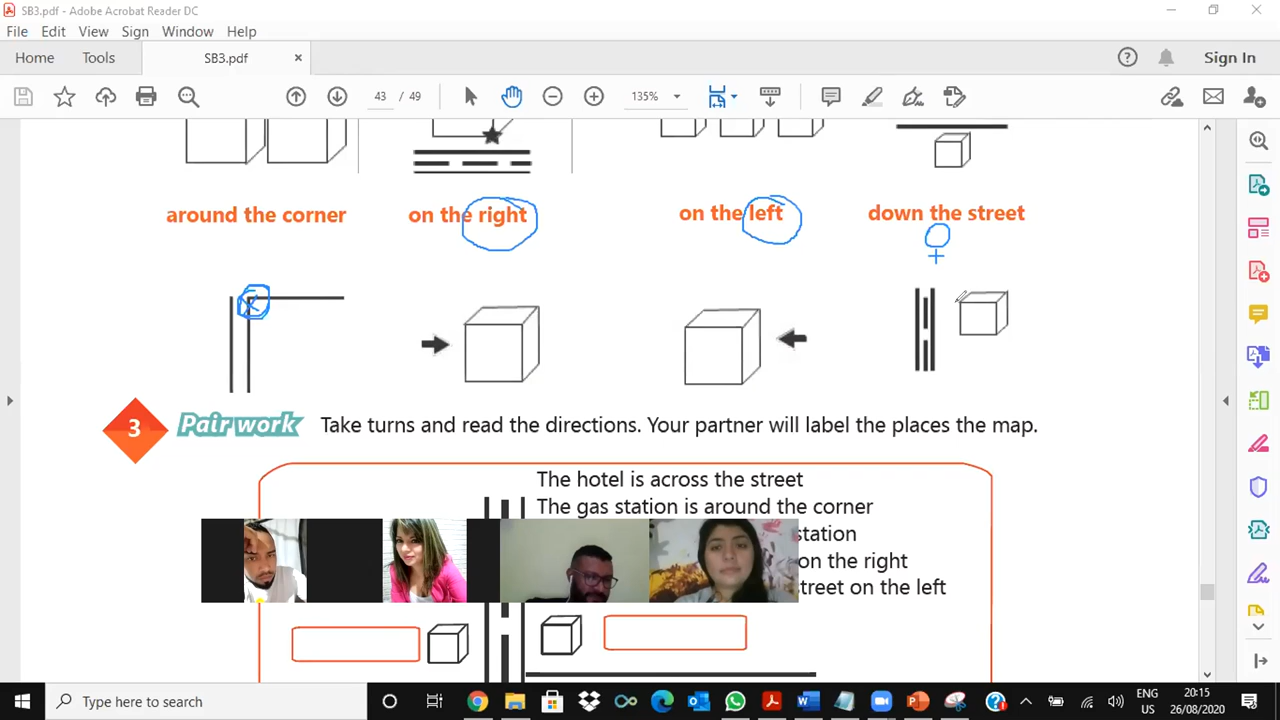 SB3.pdf - Adobe Acrobat Reader DC
File Edit View Sign Window Help
Home Tools SB3.pdf × Sign In
43 / 49 135%
around the corner on the right on the left down the street
3 Pair work Take turns and read the directions. Your partner will label the places the map.
The hotel is across the street
The gas station is around the corner
station
on the right
street on the left
Type here to search
ENG 20:15
US 26/08/2020